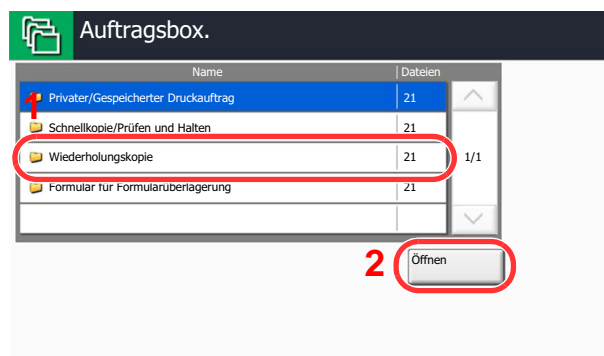 Auftragsbox.
Name Dateien
1 Privater/Gespeicherter Druckauftrag 21
Schnellkopie/Prüfen und Halten 21
Wiederholungskopie 21 1/1
Formular für Formularüberlagerung 21
2 Öffnen